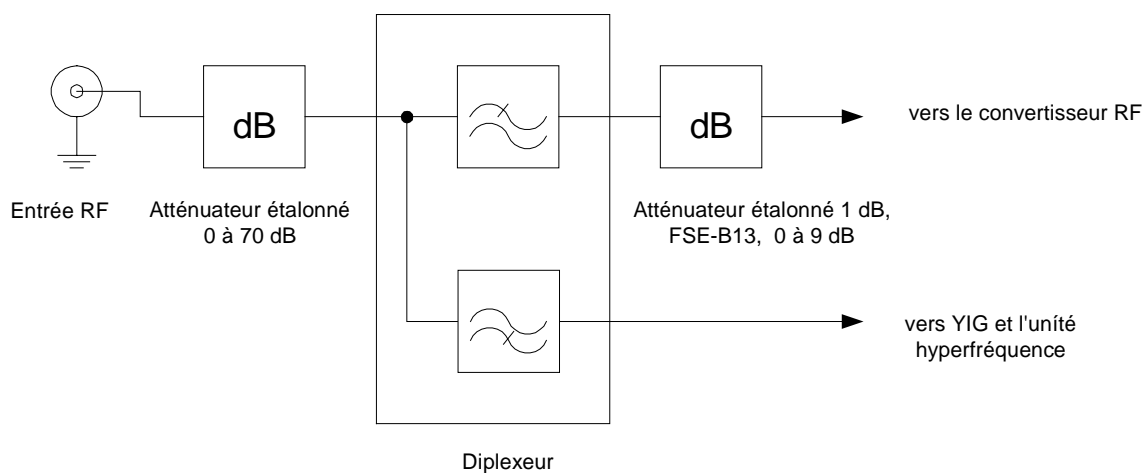 dB
dB
vers le convertisseur RF
Entrée RF
Atténuateur étalonné
0 à 70 dB
Atténuateur étalonné 1 dB,
FSE-B13, 0 à 9 dB
vers YIG et l'uníté
hyperfréquence
Diplexeur